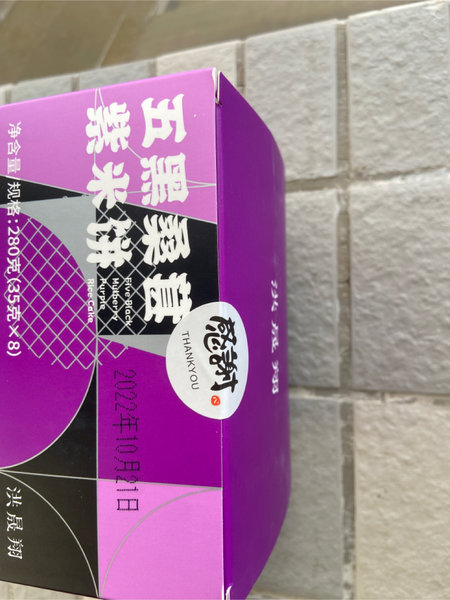 五黑桑葚
紫米饼
Five Black
Mulberry
Purple
Rice Cake
净含量 规格:280克(35克×8)
感謝
THANKYOU
2022年10月21日
洪晟翔
洪晟翔